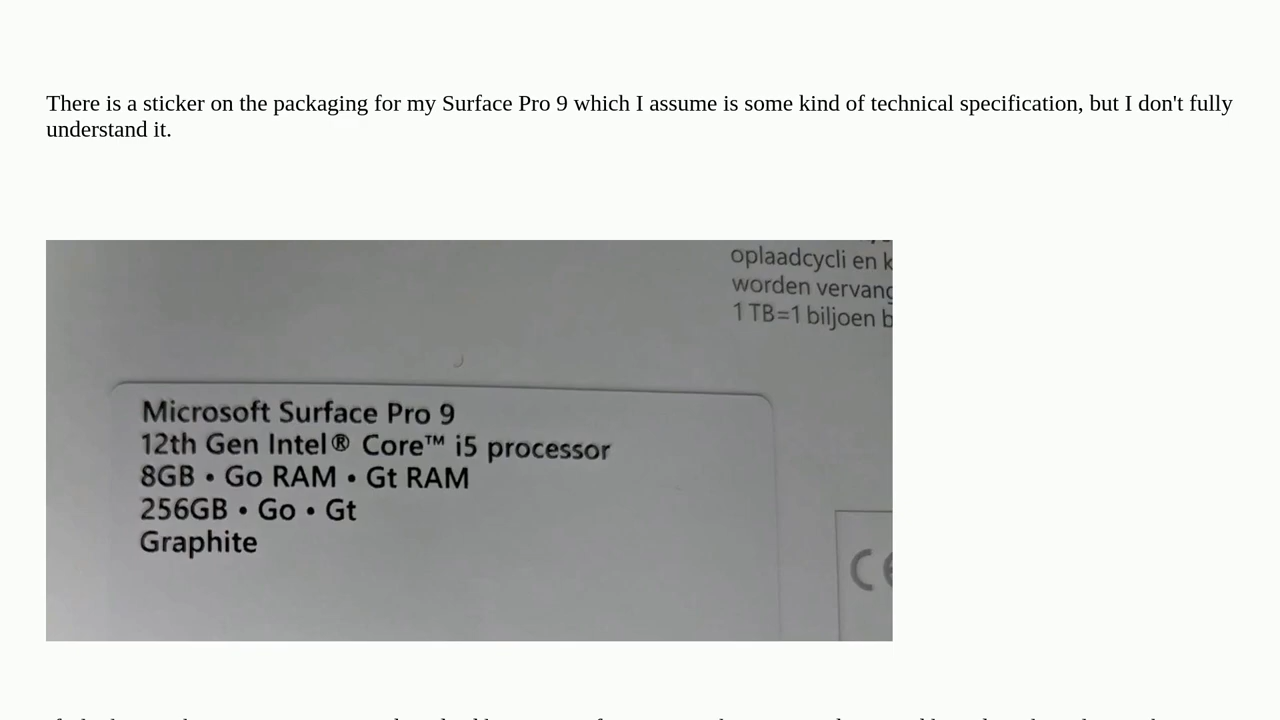 There is a sticker on the packaging for my Surface Pro 9 which I assume is some kind of technical specification, but I don't fully
understand it.
oplaadcycli en k
worden vervang
1 TB=1 biljoen b
Microsoft Surface Pro 9
12th Gen Intel® Core™ i5 processor
8GB • Go RAM • Gt RAM
256GB • Go • Gt
Graphite
CE